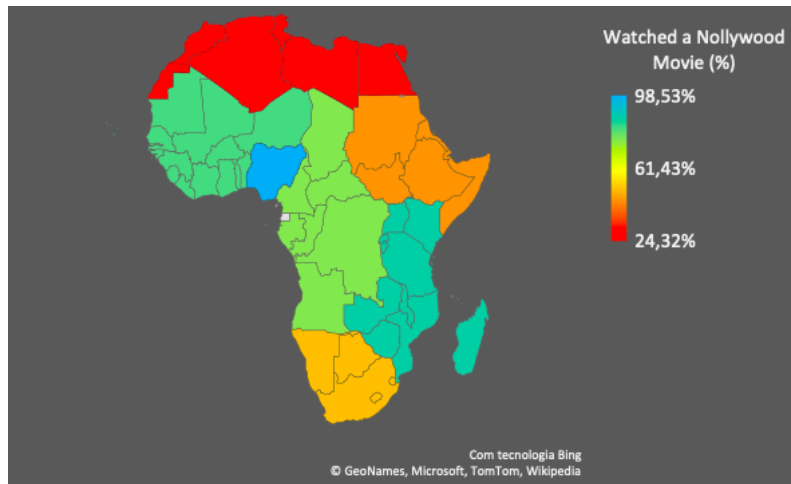 Watched a Nollywood
Movie (%)
98,53%
61,43%
24,32%
Com tecnologia Bing
© GeoNames, Microsoft, TomTom, Wikipedia